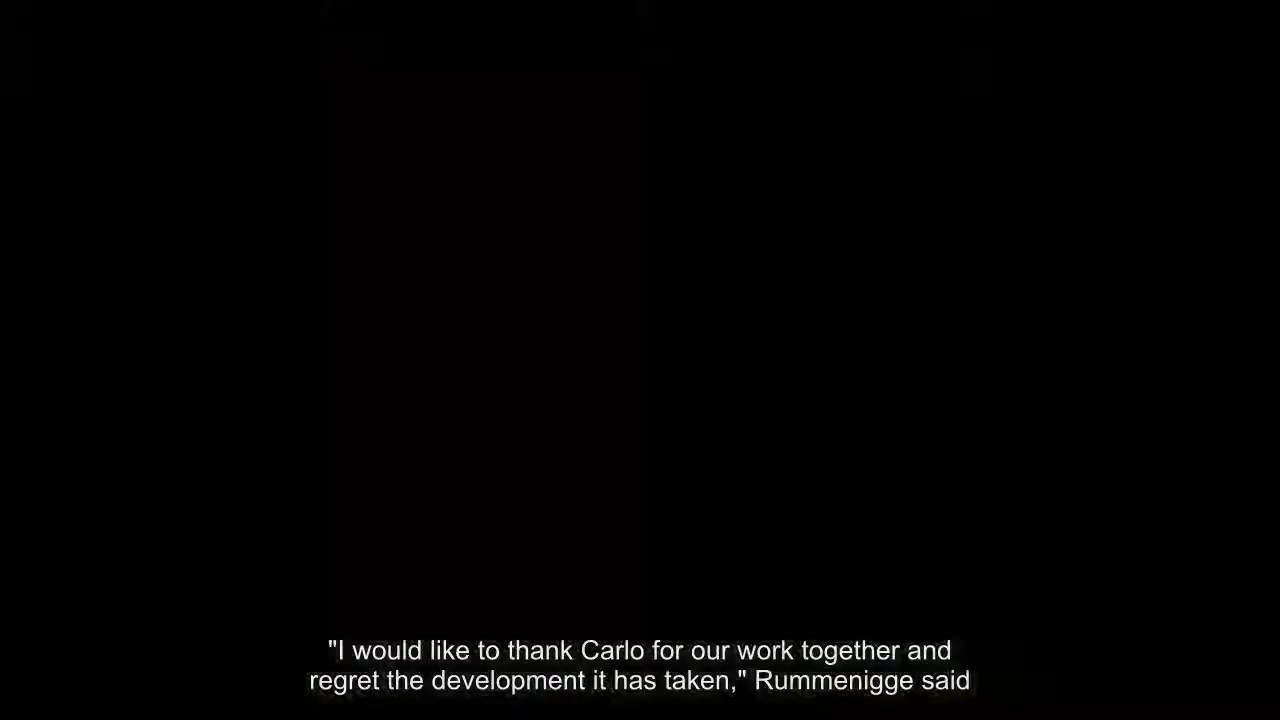 "I would like to thank Carlo for our work together and
regret the development it has taken," Rummenigge said